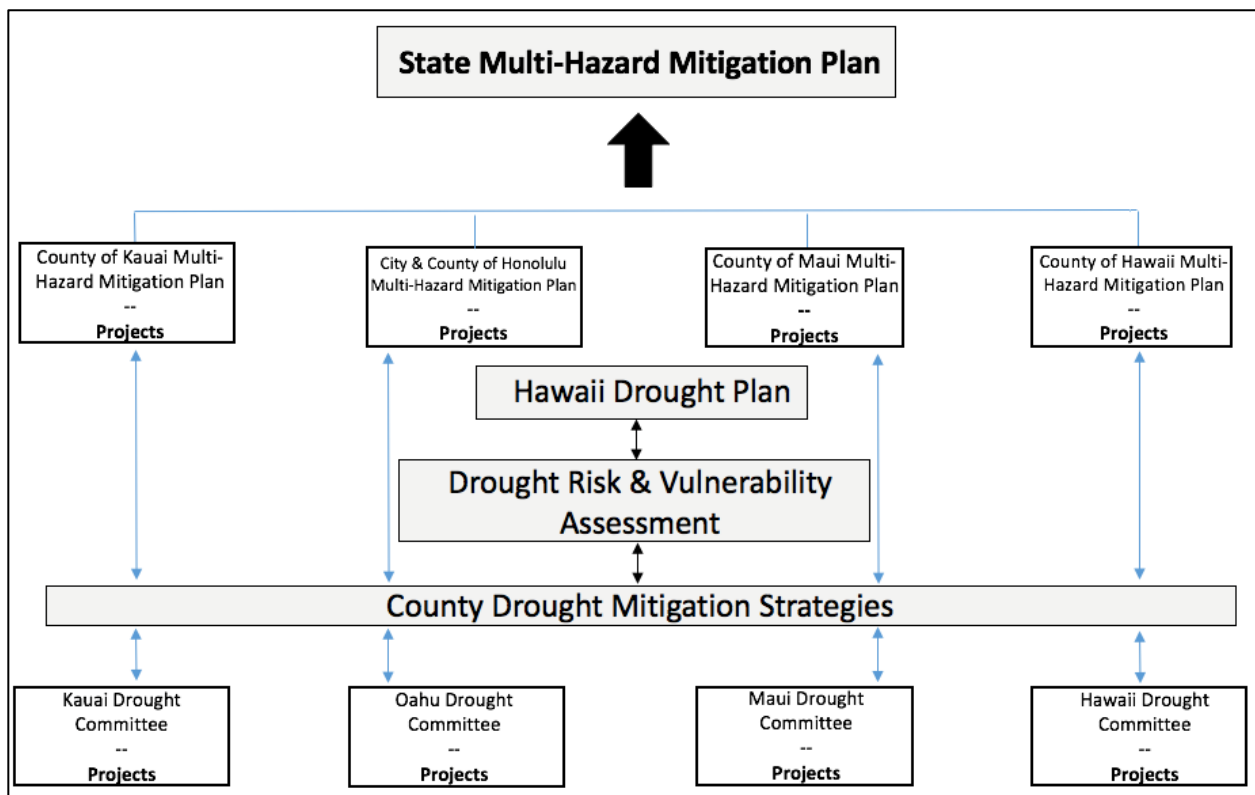 State Multi-Hazard Mitigation Plan
County of Kauai Multi-
Hazard Mitigation Plan
--
Projects
City & County of Honolulu
Multi-Hazard Mitigation Plan
--
Projects
County of Maui Multi-
Hazard Mitigation Plan
--
Projects
County of Hawaii Multi-
Hazard Mitigation Plan
--
Projects
Hawaii Drought Plan
Drought Risk & Vulnerability
Assessment
County Drought Mitigation Strategies
Kauai Drought
Committee
--
Projects
Oahu Drought
Committee
--
Projects
Maui Drought
Committee
--
Projects
Hawaii Drought
Committee
--
Projects